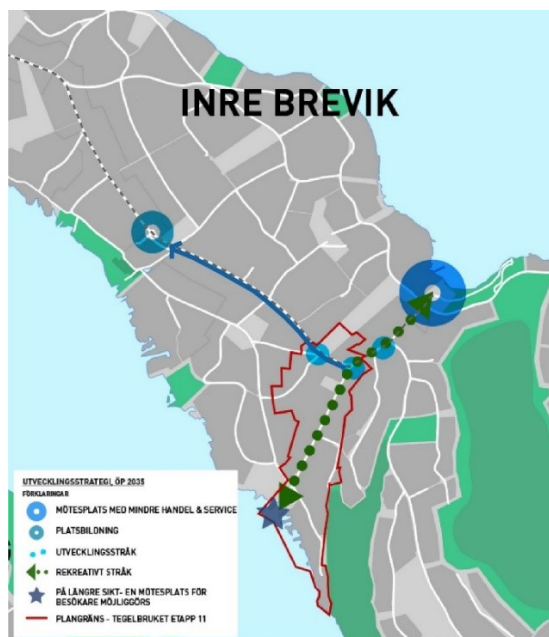 INRE BREVIK
UTVECKLINGSSTRATEGI, ÖP 2035
FÖRKLARINGAR
MÖTESPLATS MED MINDRE HANDEL & SERVICE
PLATSBILDNING
UTVECKLINGSSTRÅK
REKREATIVT STRÅK
PÅ LÄNGRE SIKT- EN MÖTESPLATS FÖR
BESÖKARE MÖJLIGGÖRS
PLANGRÄNS - TEGELBRUKET ETAPP 11